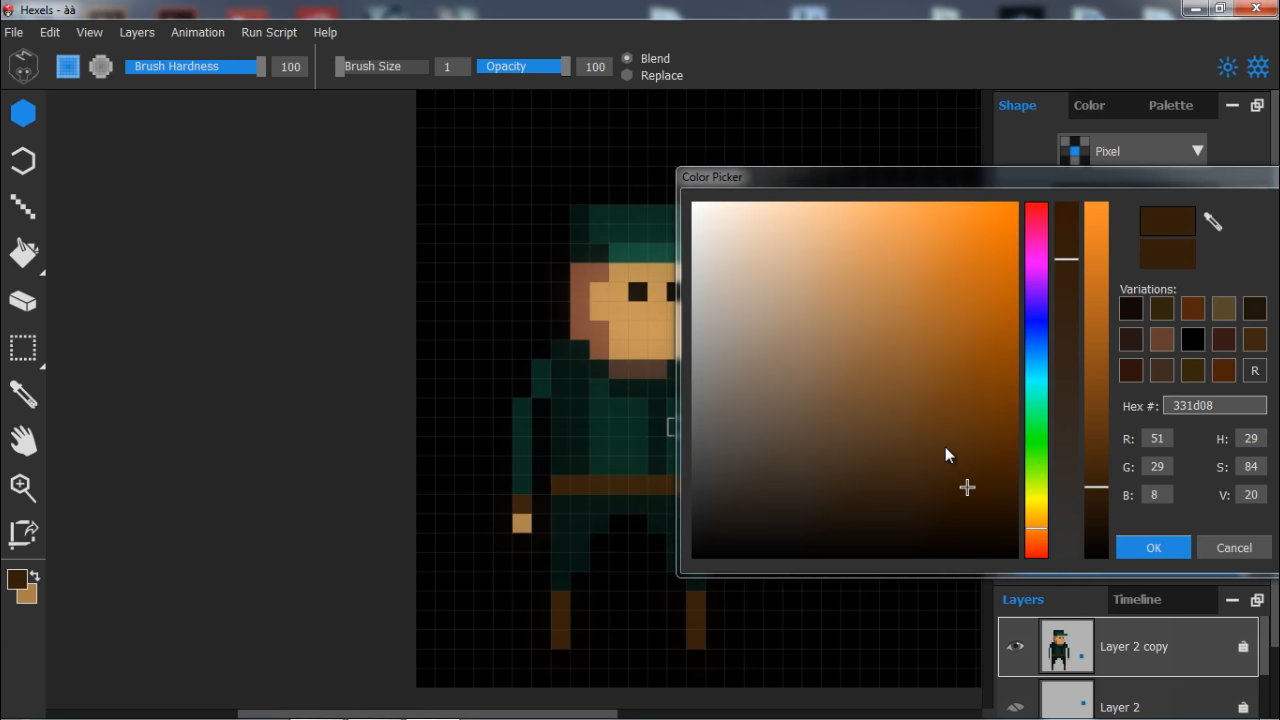 Hexels - àà
File Edit View Layers Animation Run Script Help
Brush Hardness 100 Brush Size 1 Opacity 100
Blend
Replace
Shape Color Palette
Pixel
Color Picker
Variations:
R
Hex #: 331d08
R: 51 H: 29
G: 29 S: 84
B: 8 V: 20
OK Cancel
Layers Timeline
Layer 2 copy
Layer 2